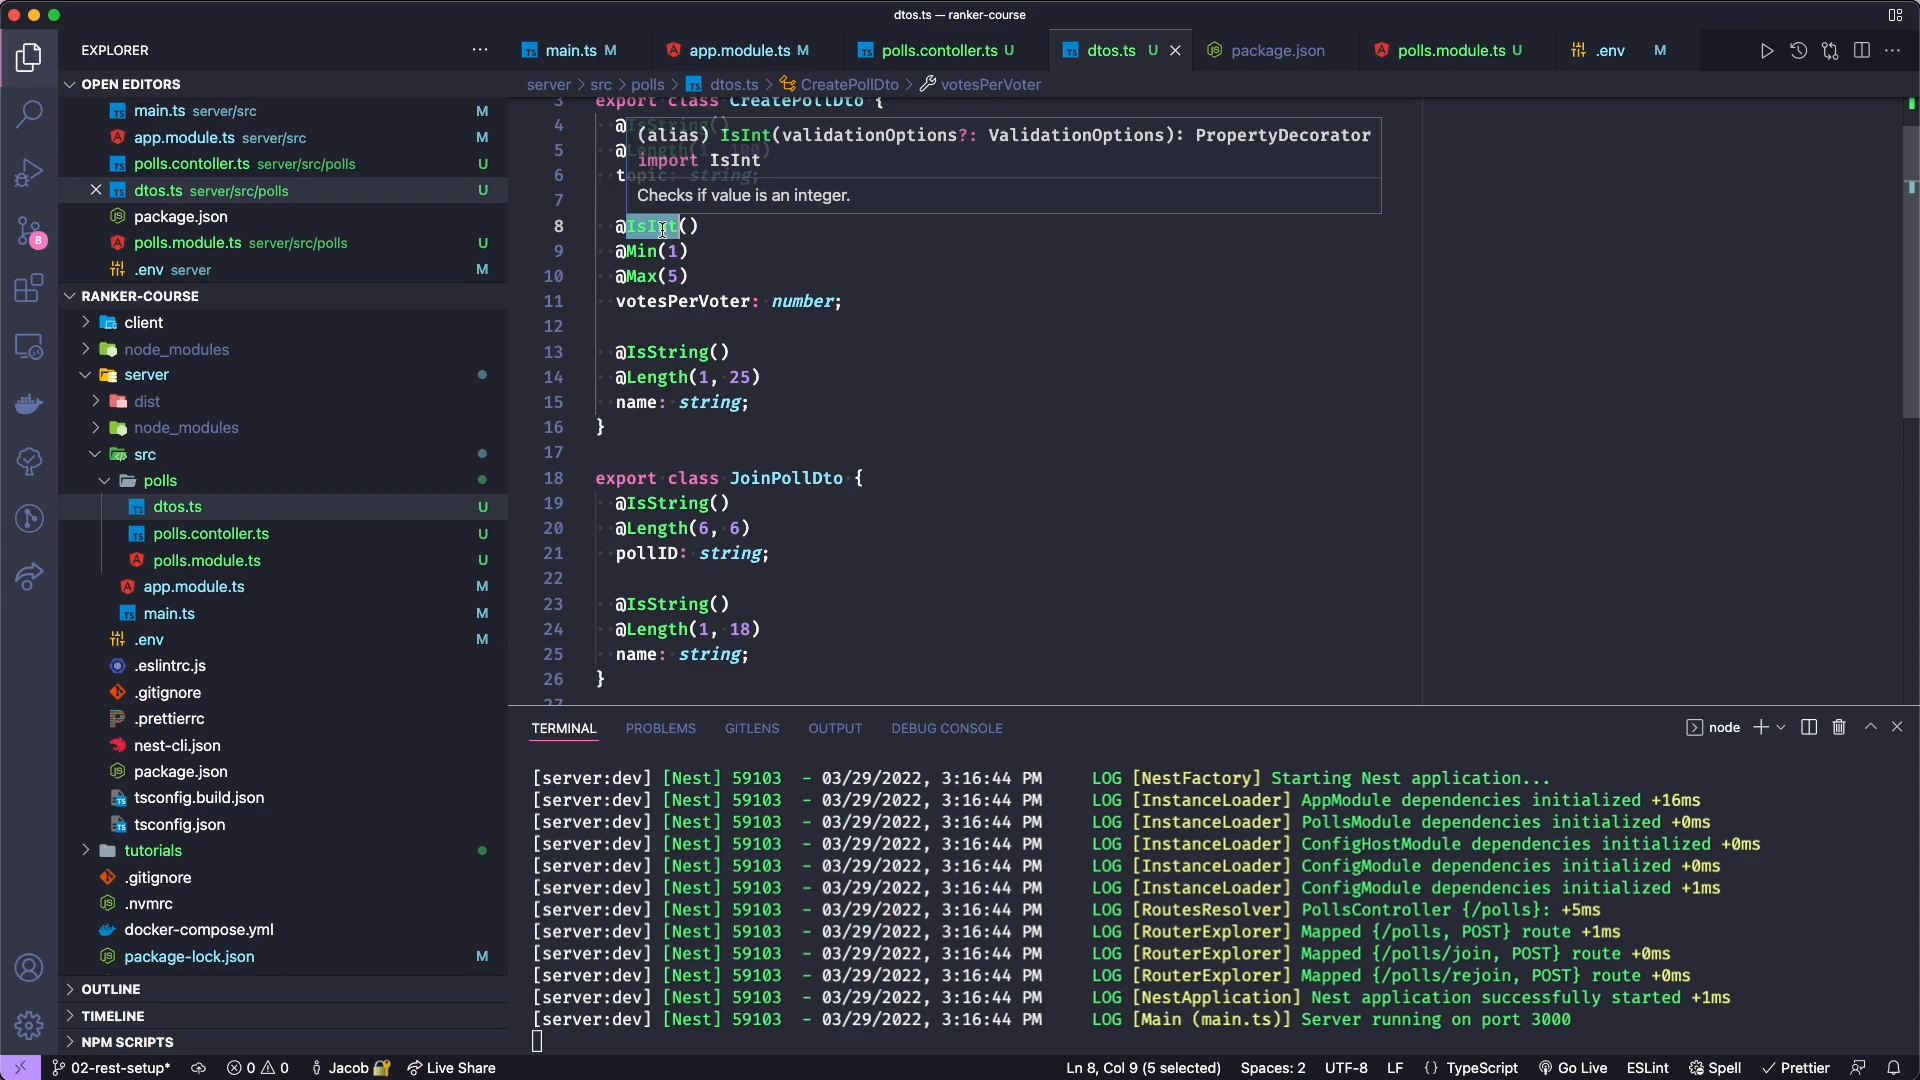 dtos.ts — ranker-course
EXPLORER
OPEN EDITORS
main.ts server/src M
app.module.ts server/src M
polls.contoller.ts server/src/polls U
dtos.ts server/src/polls U
package.json
polls.module.ts server/src/polls U
.env server M
RANKER-COURSE
client
node_modules
server
dist
node_modules
src
polls
dtos.ts U
polls.contoller.ts U
polls.module.ts U
app.module.ts M
main.ts M
.env M
.eslintrc.js
.gitignore
.prettierrc
nest-cli.json
package.json
tsconfig.build.json
tsconfig.json
tutorials
.gitignore
.nvmrc
docker-compose.yml
package-lock.json M
OUTLINE
TIMELINE
NPM SCRIPTS
8
main.ts M app.module.ts M polls.contoller.ts U dtos.ts U package.json polls.module.ts U .env M
server > src > polls > dtos.ts > CreatePollDto > votesPerVoter
3 export class CreatePollDto {
4 @IsString()
5 @Length(1, 100)
6 topic: string;
(alias) IsInt(validationOptions?: ValidationOptions): PropertyDecorator
import IsInt
Checks if value is an integer.
7
8 @IsInt()
9 @Min(1)
10 @Max(5)
11 votesPerVoter: number;
12
13 @IsString()
14 @Length(1, 25)
15 name: string;
16 }
17
18 export class JoinPollDto {
19 @IsString()
20 @Length(6, 6)
21 pollID: string;
22
23 @IsString()
24 @Length(1, 18)
25 name: string;
26 }
27
TERMINAL PROBLEMS GITLENS OUTPUT DEBUG CONSOLE node
[server:dev] [Nest] 59103 - 03/29/2022, 3:16:44 PM LOG [NestFactory] Starting Nest application...
[server:dev] [Nest] 59103 - 03/29/2022, 3:16:44 PM LOG [InstanceLoader] AppModule dependencies initialized +16ms
[server:dev] [Nest] 59103 - 03/29/2022, 3:16:44 PM LOG [InstanceLoader] PollsModule dependencies initialized +0ms
[server:dev] [Nest] 59103 - 03/29/2022, 3:16:44 PM LOG [InstanceLoader] ConfigHostModule dependencies initialized +0ms
[server:dev] [Nest] 59103 - 03/29/2022, 3:16:44 PM LOG [InstanceLoader] ConfigModule dependencies initialized +0ms
[server:dev] [Nest] 59103 - 03/29/2022, 3:16:44 PM LOG [InstanceLoader] ConfigModule dependencies initialized +1ms
[server:dev] [Nest] 59103 - 03/29/2022, 3:16:44 PM LOG [RoutesResolver] PollsController {/polls}: +5ms
[server:dev] [Nest] 59103 - 03/29/2022, 3:16:44 PM LOG [RouterExplorer] Mapped {/polls, POST} route +1ms
[server:dev] [Nest] 59103 - 03/29/2022, 3:16:44 PM LOG [RouterExplorer] Mapped {/polls/join, POST} route +0ms
[server:dev] [Nest] 59103 - 03/29/2022, 3:16:44 PM LOG [RouterExplorer] Mapped {/polls/rejoin, POST} route +0ms
[server:dev] [Nest] 59103 - 03/29/2022, 3:16:44 PM LOG [NestApplication] Nest application successfully started +1ms
[server:dev] [Nest] 59103 - 03/29/2022, 3:16:44 PM LOG [Main (main.ts)] Server running on port 3000
02-rest-setup* 0 0 Jacob Live Share Ln 8, Col 9 (5 selected) Spaces: 2 UTF-8 LF {} TypeScript Go Live ESLint Spell Prettier